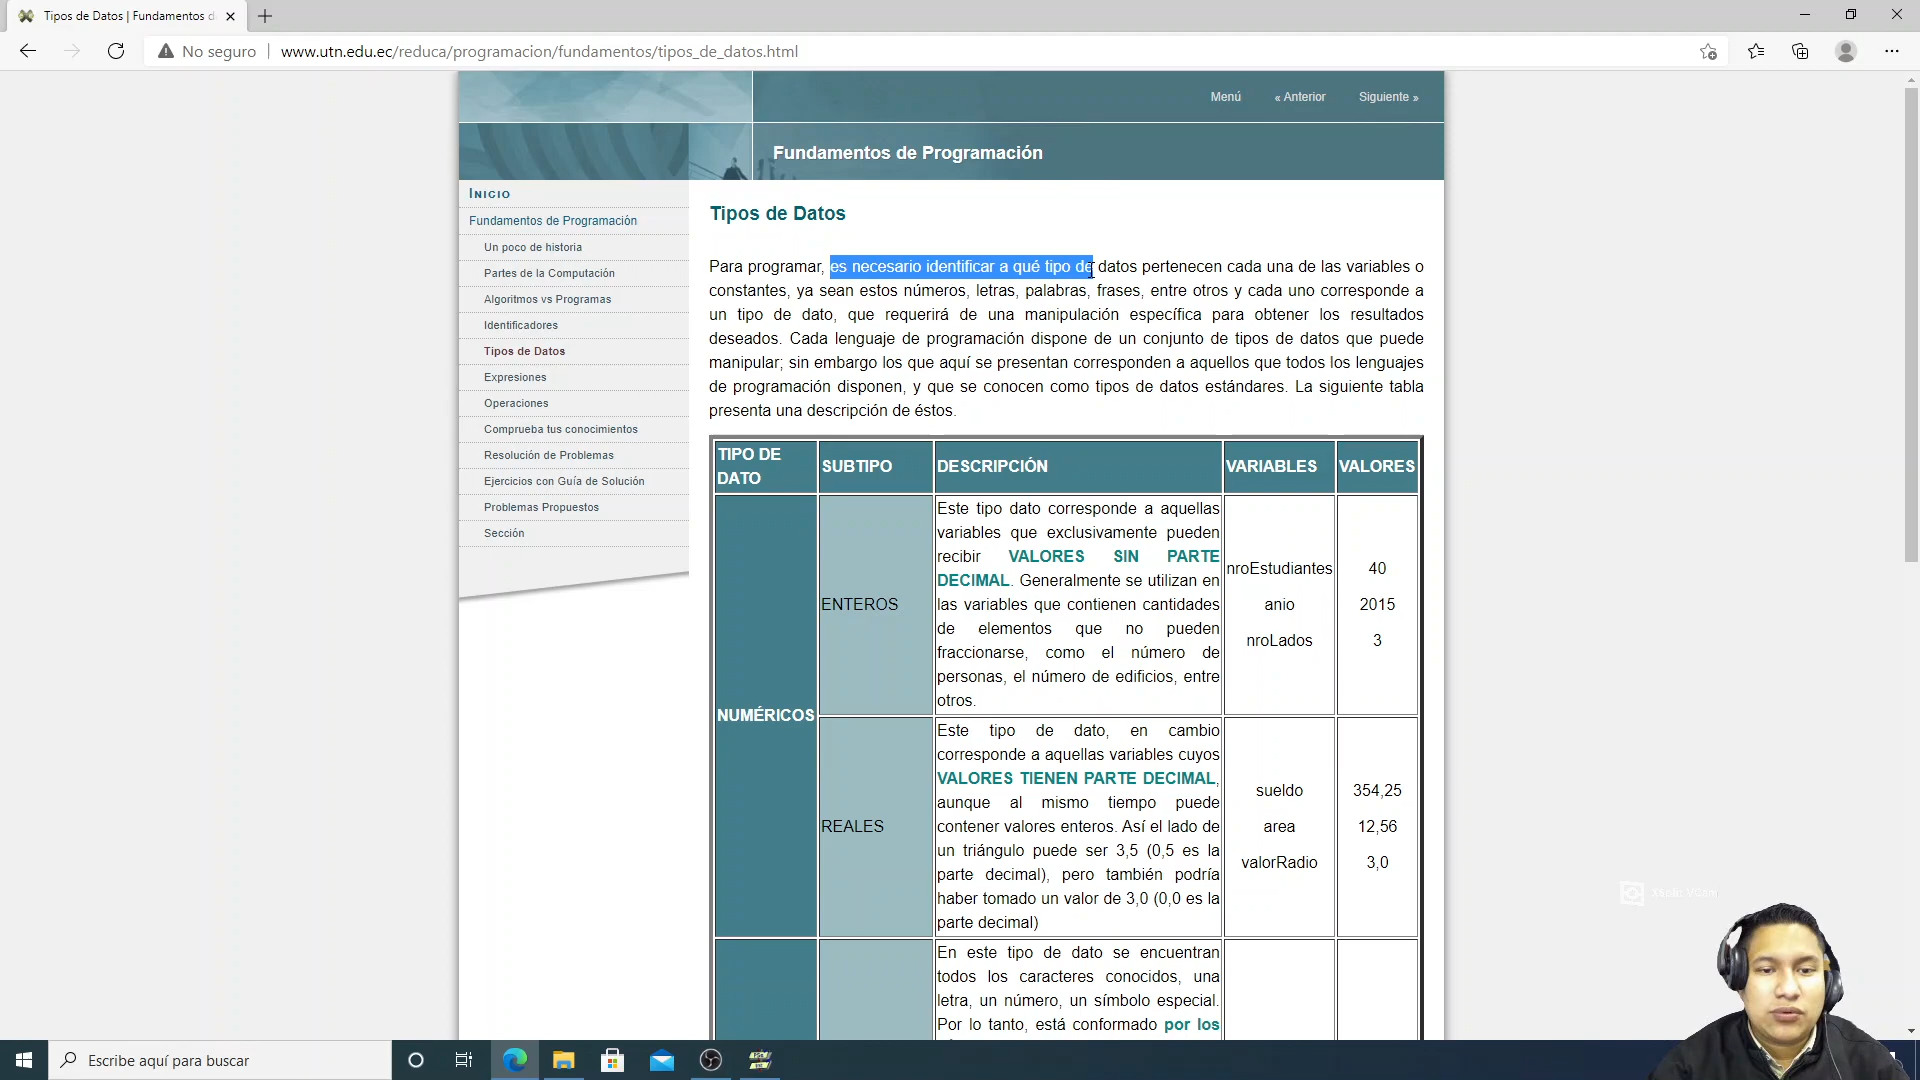 Tipos de Datos | Fundamentos d
No seguro
www.utn.edu.ec/reduca/programacion/fundamentos/tipos_de_datos.html
Menú
« Anterior
Siguiente »
Fundamentos de Programación
INICIO
Fundamentos de Programación
Un poco de historia
Partes de la Computación
Algoritmos vs Programas
Identificadores
Tipos de Datos
Expresiones
Operaciones
Comprueba tus conocimientos
Resolución de Problemas
Ejercicios con Guía de Solución
Problemas Propuestos
Sección
Tipos de Datos
Para programar, es necesario identificar a qué tipo de datos pertenecen cada una de las variables o
constantes, ya sean estos números, letras, palabras, frases, entre otros y cada uno corresponde a
un tipo de dato, que requerirá de una manipulación específica para obtener los resultados
deseados. Cada lenguaje de programación dispone de un conjunto de tipos de datos que puede
manipular; sin embargo los que aquí se presentan corresponden a aquellos que todos los lenguajes
de programación disponen, y que se conocen como tipos de datos estándares. La siguiente tabla
presenta una descripción de éstos.
TIPO DE
DATO
SUBTIPO
DESCRIPCIÓN
VARIABLES
VALORES
NUMÉRICOS
ENTEROS
Este tipo dato corresponde a aquellas
variables que exclusivamente pueden
recibir VALORES SIN PARTE
DECIMAL. Generalmente se utilizan en
las variables que contienen cantidades
de elementos que no pueden
fraccionarse, como el número de
personas, el número de edificios, entre
otros.
nroEstudiantes
anio
nroLados
40
2015
3
REALES
Este tipo de dato, en cambio
corresponde a aquellas variables cuyos
VALORES TIENEN PARTE DECIMAL,
aunque al mismo tiempo puede
contener valores enteros. Así el lado de
un triángulo puede ser 3,5 (0,5 es la
parte decimal), pero también podría
haber tomado un valor de 3,0 (0,0 es la
parte decimal)
sueldo
area
valorRadio
354,25
12,56
3,0
En este tipo de dato se encuentran
todos los caracteres conocidos, una
letra, un número, un símbolo especial.
Por lo tanto, está conformado por los
XSplit VCam
Escribe aquí para buscar